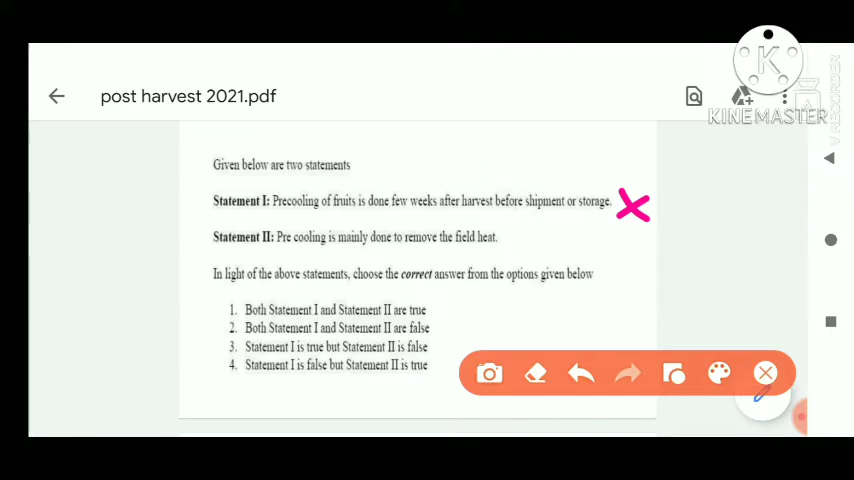 post harvest 2021.pdf
K
KINEMASTER
V RECORDER
Given below are two statements
Statement I: Precooling of fruits is done few weeks after harvest before shipment or storage.
Statement II: Pre cooling is mainly done to remove the field heat.
In light of the above statements, choose the correct answer from the options given below
1. Both Statement I and Statement II are true
2. Both Statement I and Statement II are false
3. Statement I is true but Statement II is false
4. Statement I is false but Statement II is true